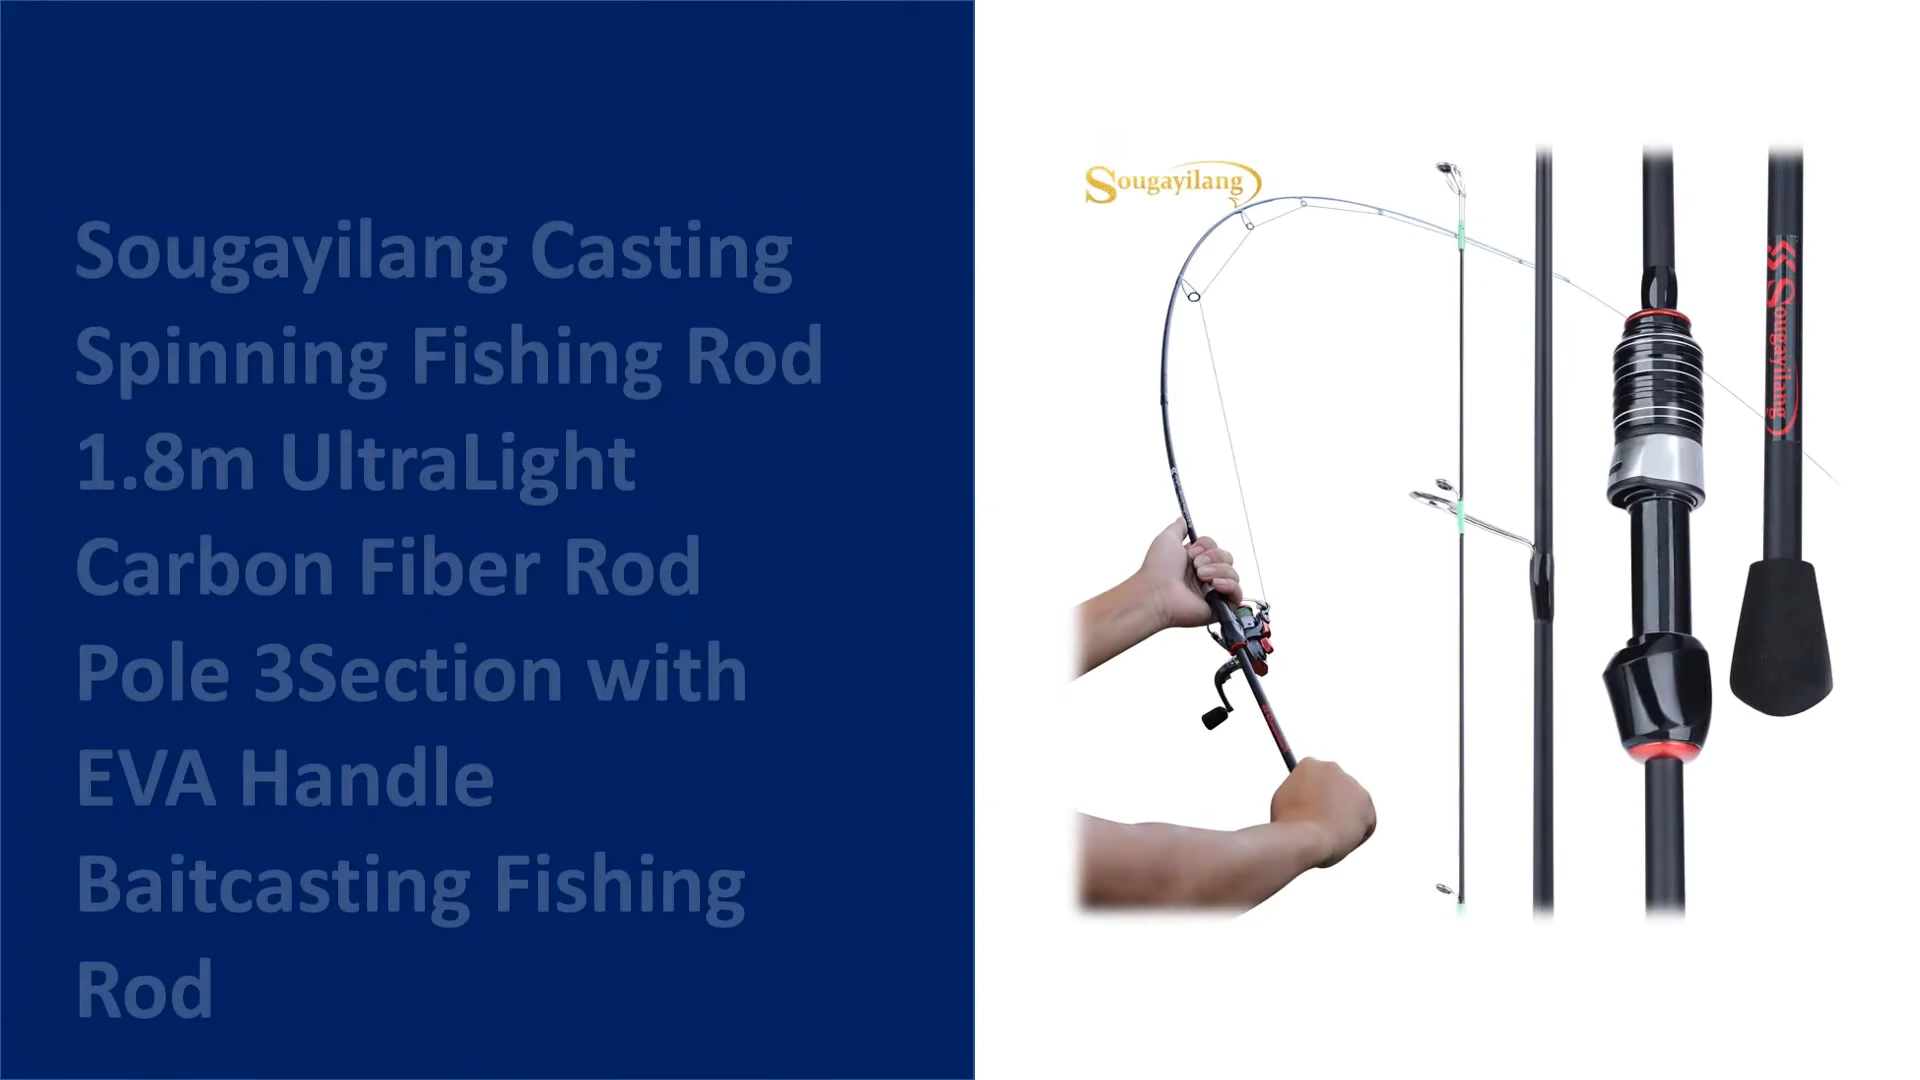 Sougayilang Casting
Spinning Fishing Rod
1.8m UltraLight
Carbon Fiber Rod
Pole 3Section with
EVA Handle
Baitcasting Fishing
Rod
Sougayilang
Sougayilang